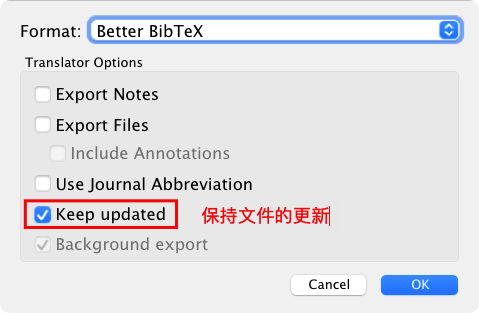 Format: Better BibTeX
Translator Options
Export Notes
Export Files
Include Annotations
Use Journal Abbreviation
Keep updated 保持文件的更新
Background export
Cancel OK